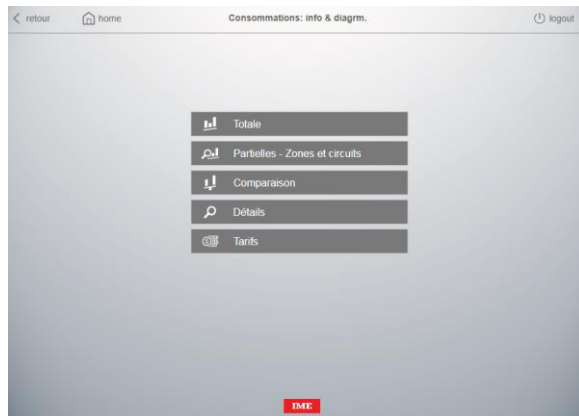 retour
home
Consommations: info & diagrm.
logout
Totale
Partielles - Zones et circuits
Comparaison
Détails
Tarifs
IME